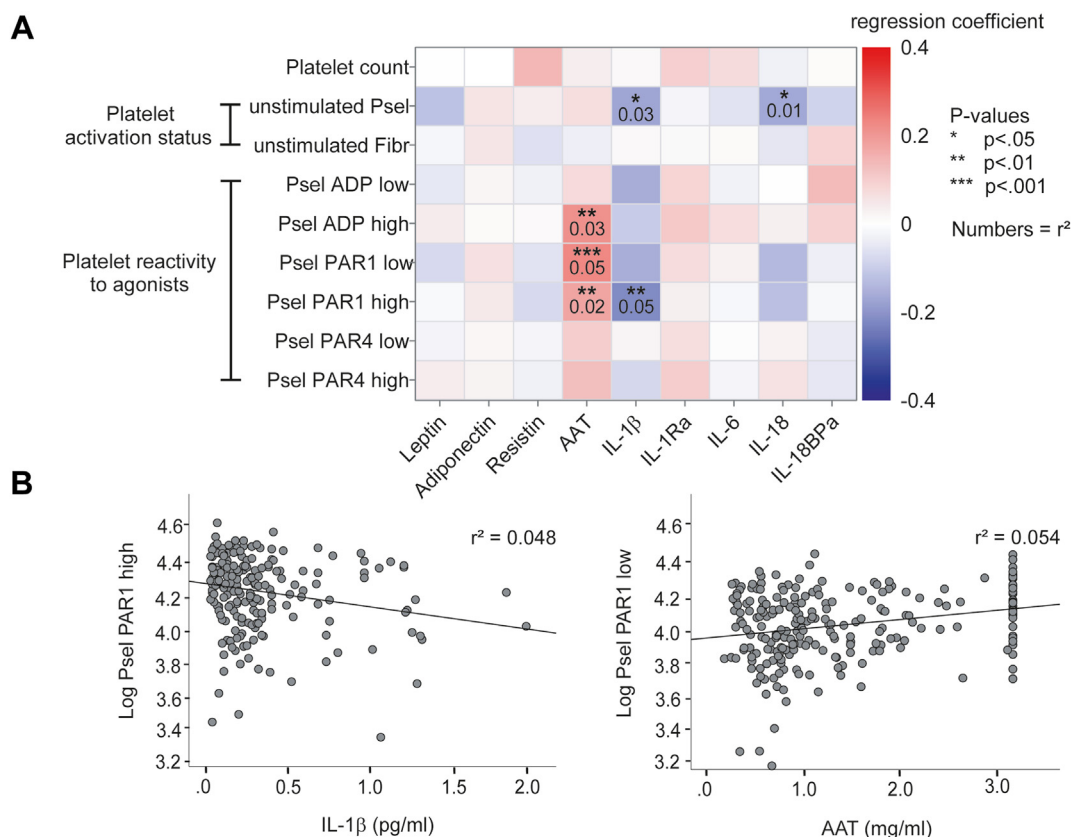 A
regression coefficient
Platelet count
Platelet
activation status
unstimulated Psel
unstimulated Fibr
Platelet reactivity
to agonists
Psel ADP low
Psel ADP high
Psel PAR1 low
Psel PAR1 high
Psel PAR4 low
Psel PAR4 high
*
0.03
*
0.01
**
0.03
***
0.05
**
0.02
**
0.05
0.4
0.2
0
-0.2
-0.4
P-values
* p<.05
** p<.01
*** p<.001
Numbers = r²
Leptin
Adiponectin
Resistin
AAT
IL-1β
IL-1Ra
IL-6
IL-18
IL-18BPa
B
Log Psel PAR1 high
4.6
4.4
4.2
4.0
3.8
3.6
3.4
3.2
r² = 0.048
.0 0.5 1.0 1.5 2.0
IL-1β (pg/ml)
Log Psel PAR1 low
4.6
4.4
4.2
4.0
3.8
3.6
3.4
3.2
r² = 0.054
.0 1.0 2.0 3.0
AAT (mg/ml)